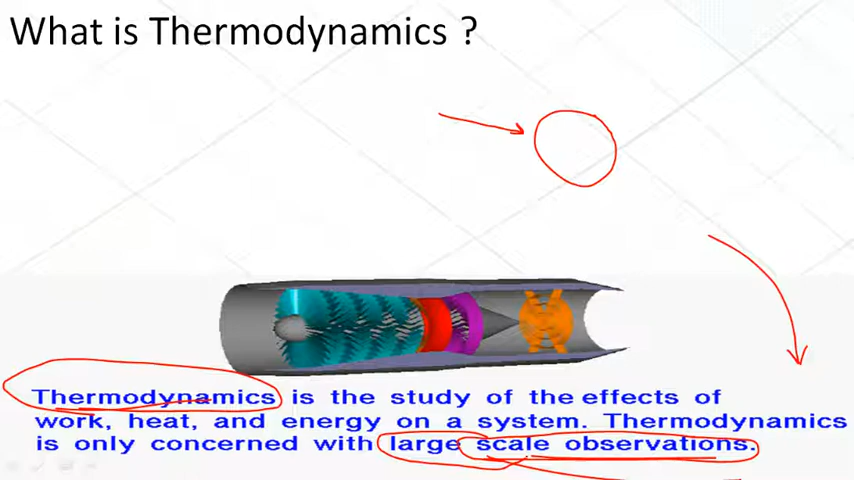 What is Thermodynamics ?
Thermodynamics is the study of the effects of
work, heat, and energy on a system. Thermodynamics
is only concerned with large scale observations.